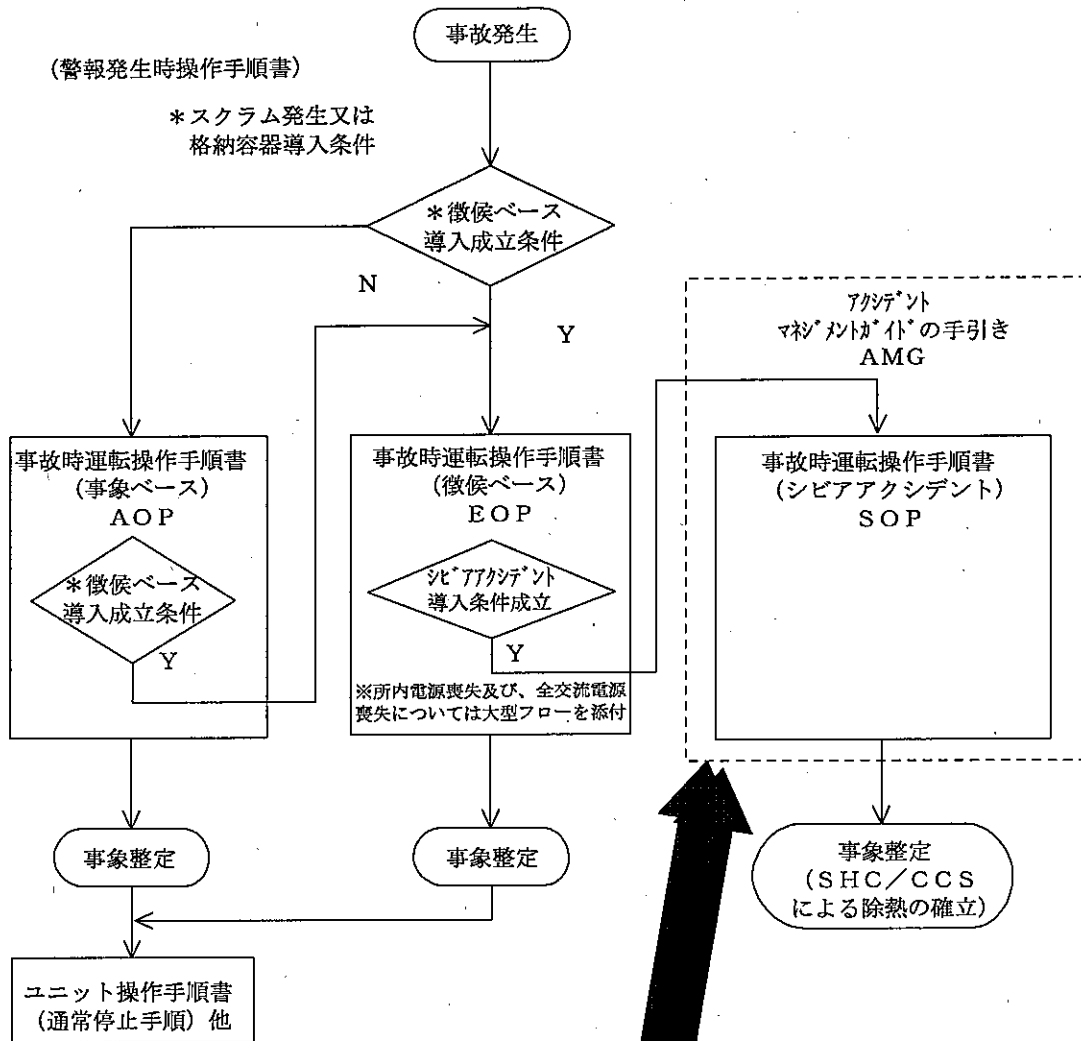 事故発生
(警報発生時操作手順書)
＊スクラム発生又は
格納容器導入条件
＊徴候ベース
導入成立条件
N
Y
ｱｸｼﾃﾞﾝﾄ
ﾏﾈｼﾞﾒﾝﾄｶﾞｲﾄﾞの手引き
AMG
事故時運転操作手順書
(事象ベース)
AOP
＊徴候ベース
導入成立条件
Y
事故時運転操作手順書
(徴候ベース)
EOP
ｼﾋﾞｱｱｸｼﾃﾞﾝﾄ
導入条件成立
Y
※所内電源喪失及び、全交流電源
喪失については大型フローを添付
事故時運転操作手順書
(シビアアクシデント)
SOP
事象整定
事象整定
事象整定
(SHC／CCS
による除熱の確立)
ユニット操作手順書
(通常停止手順) 他